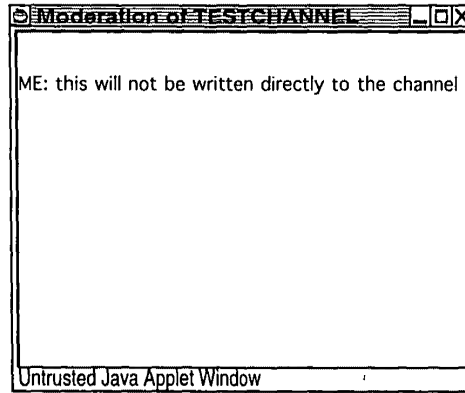 Moderation of TESTCHANNEL
ME: this will not be written directly to the channel
Untrusted Java Applet Window